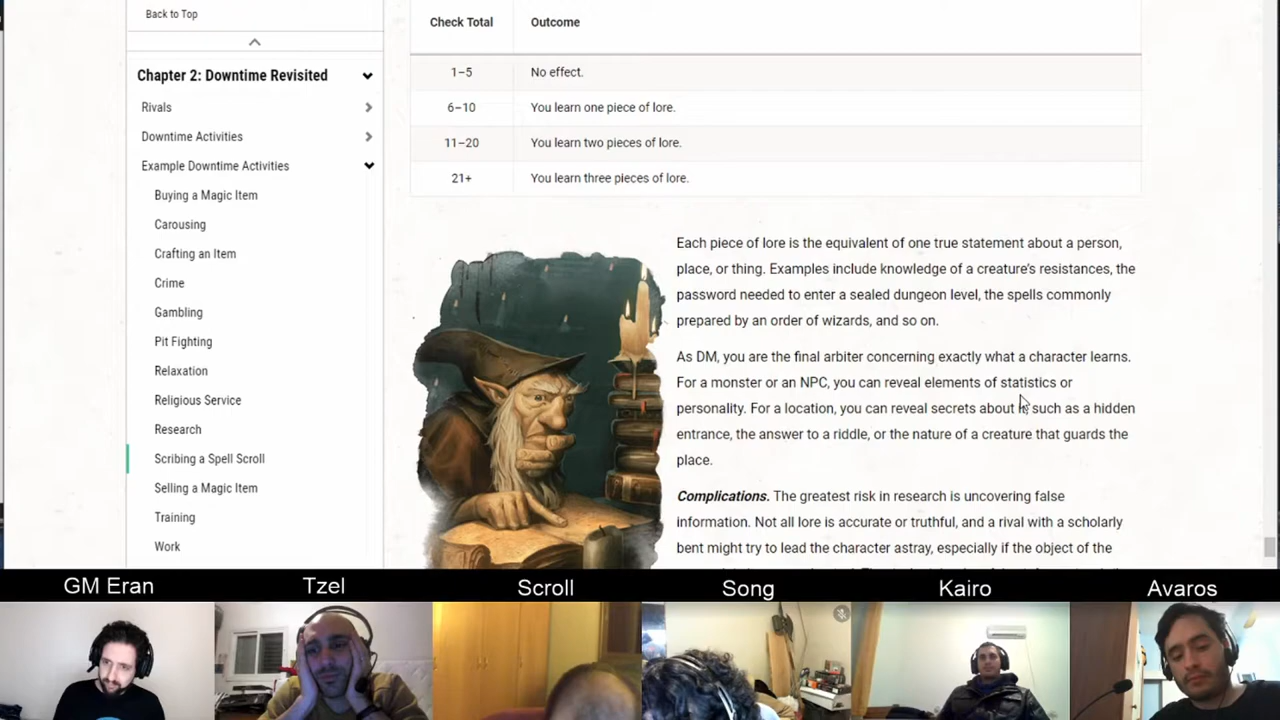 Back to Top
Chapter 2: Downtime Revisited
Rivals
Downtime Activities
Example Downtime Activities
Buying a Magic Item
Carousing
Crafting an Item
Crime
Gambling
Pit Fighting
Relaxation
Religious Service
Research
Scribing a Spell Scroll
Selling a Magic Item
Training
Work
Check Total Outcome
1–5 No effect.
6–10 You learn one piece of lore.
11–20 You learn two pieces of lore.
21+ You learn three pieces of lore.
Each piece of lore is the equivalent of one true statement about a person,
place, or thing. Examples include knowledge of a creature's resistances, the
password needed to enter a sealed dungeon level, the spells commonly
prepared by an order of wizards, and so on.
As DM, you are the final arbiter concerning exactly what a character learns.
For a monster or an NPC, you can reveal elements of statistics or
personality. For a location, you can reveal secrets about it, such as a hidden
entrance, the answer to a riddle, or the nature of a creature that guards the
place.
Complications. The greatest risk in research is uncovering false
information. Not all lore is accurate or truthful, and a rival with a scholarly
bent might try to lead the character astray, especially if the object of the
GM Eran Tzel Scroll Song Kairo Avaros